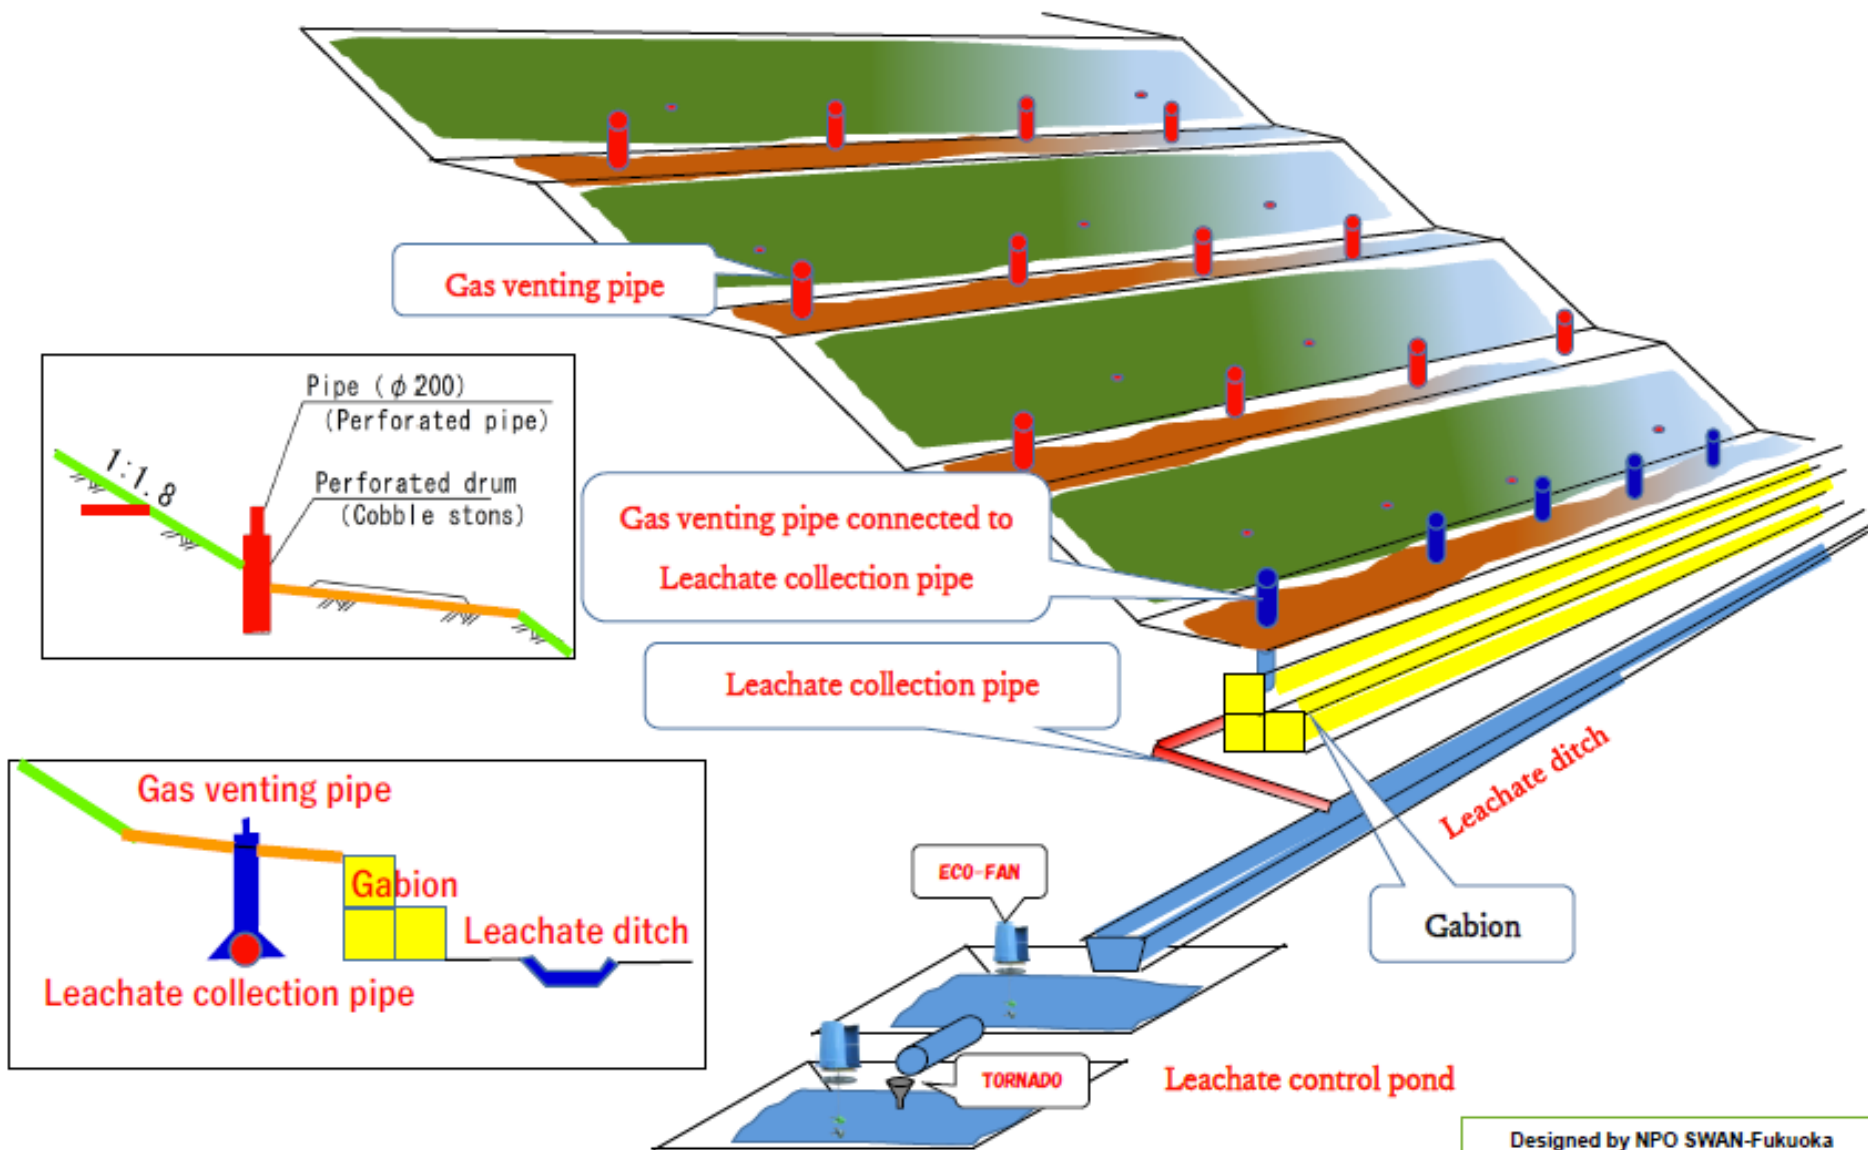 Gas venting pipe
Pipe (φ200)
(Perforated pipe)
1:1.8
Perforated drum
(Cobble stons)
Gas venting pipe connected to
Leachate collection pipe
Leachate collection pipe
Leachate ditch
Gas venting pipe
Gabion
Leachate ditch
Leachate collection pipe
ECO-FAN
Gabion
TORNADO
Leachate control pond
Designed by NPO SWAN-Fukuoka